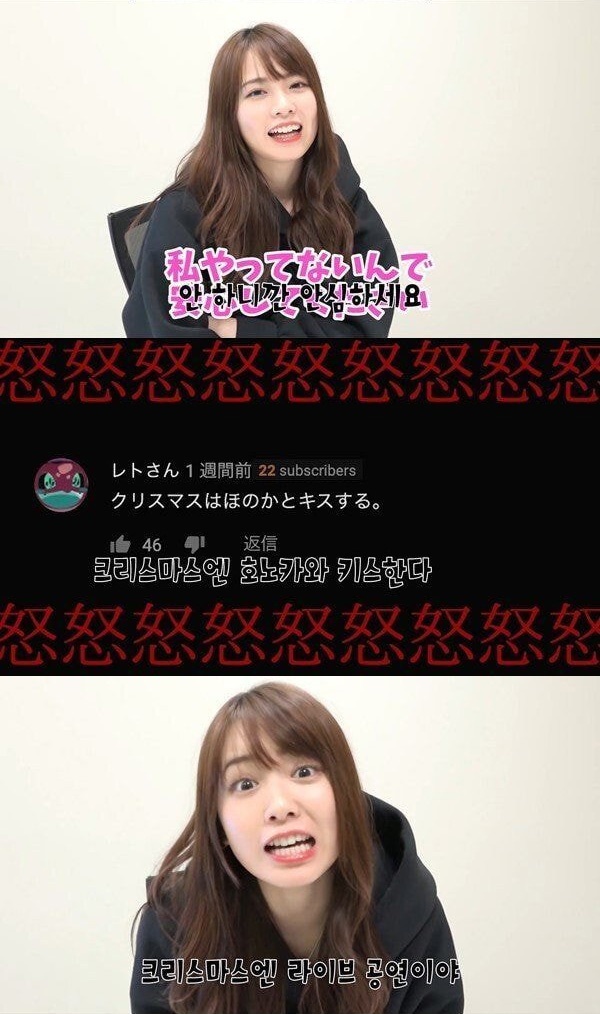 私やってないんで
안 하니깐 안심하세요
怒怒怒怒怒怒怒怒怒
レトさん 1 週間前 22 subscribers
クリスマスはほのかとキスする。
46 返信
크리스마스엔 호노카와 키스한다
怒怒怒怒怒怒怒怒怒
크리스마스엔 라이브 공연이야